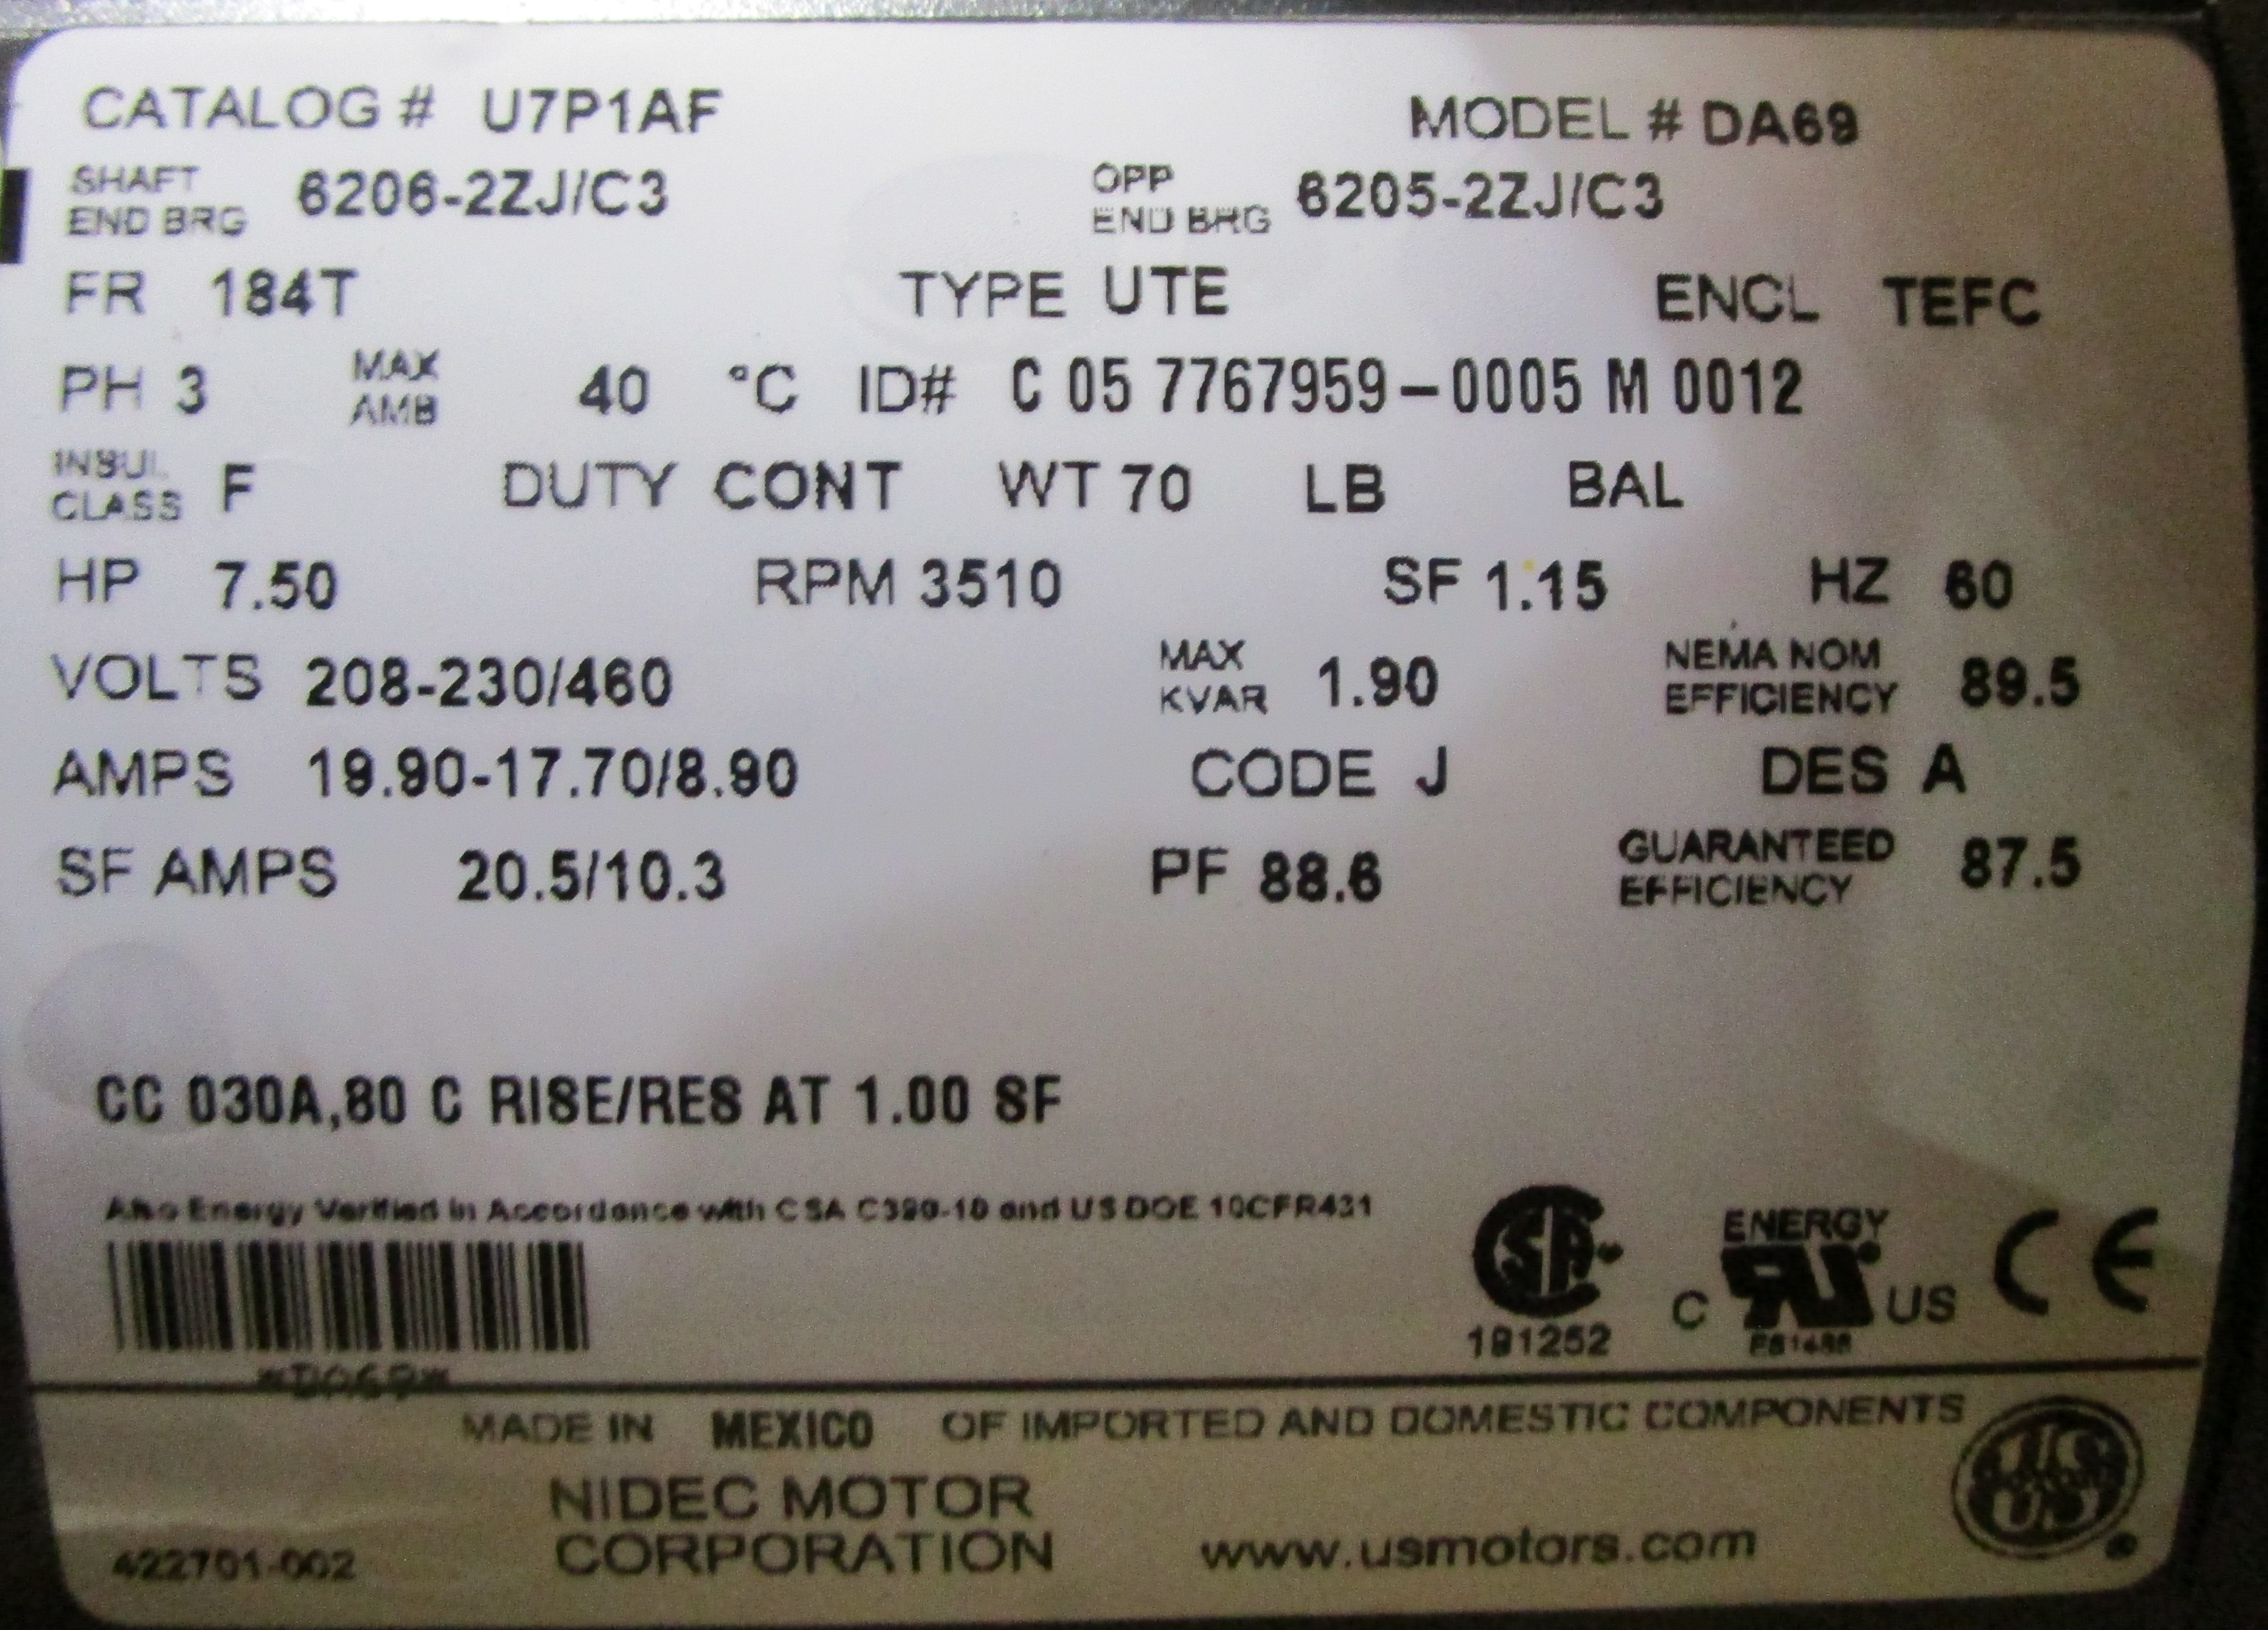 CATALOG # U7P1AF MODEL # DA69
SHAFT END BRG 6206-2ZJ/C3 OPP END BRG 6205-2ZJ/C3
FR 184T TYPE UTE ENCL TEFC
PH 3 MAX AMB 40 °C ID# C 05 7767959-0005 M 0012
INSUL CLASS F DUTY CONT WT 70 LB BAL
HP 7.50 RPM 3510 SF 1.15 HZ 60
VOLTS 208-230/460 MAX KVAR 1.90 NEMA NOM EFFICIENCY 89.5
AMPS 19.90-17.70/8.90 CODE J DES A
SF AMPS 20.5/10.3 PF 88.6 GUARANTEED EFFICIENCY 87.5
CC 030A,80 C RISE/RES AT 1.00 SF
Also Energy Verified in Accordance with CSA C390-10 and US DOE 10CFR431
SA
191252
ENERGY
C RU US
CE
*DA69*
MADE IN MEXICO OF IMPORTED AND DOMESTIC COMPONENTS
NIDEC MOTOR
CORPORATION
www.usmotors.com
422701-002
US